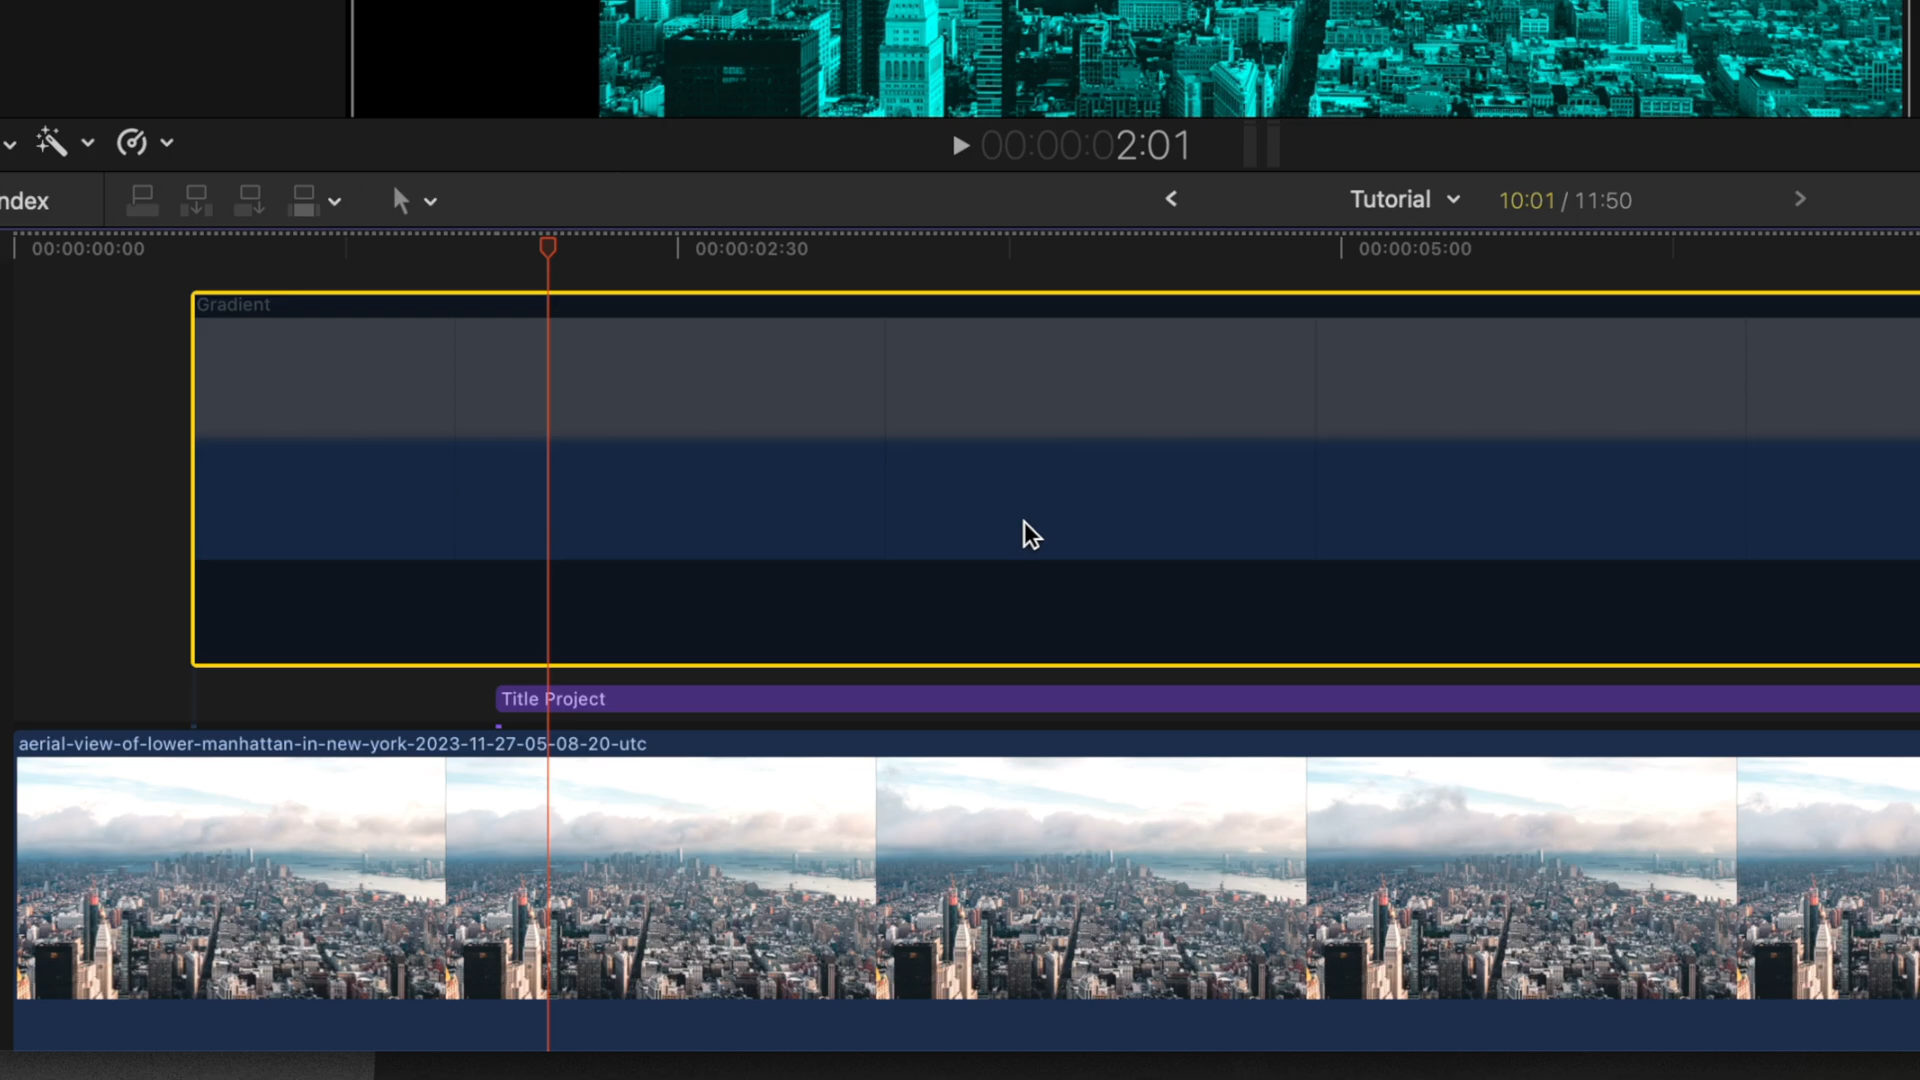 00:00:02:01
ndex
Tutorial
10:01 / 11:50
00:00:00:00
00:00:02:30
00:00:05:00
Gradient
Title Project
aerial-view-of-lower-manhattan-in-new-york-2023-11-27-05-08-20-utc